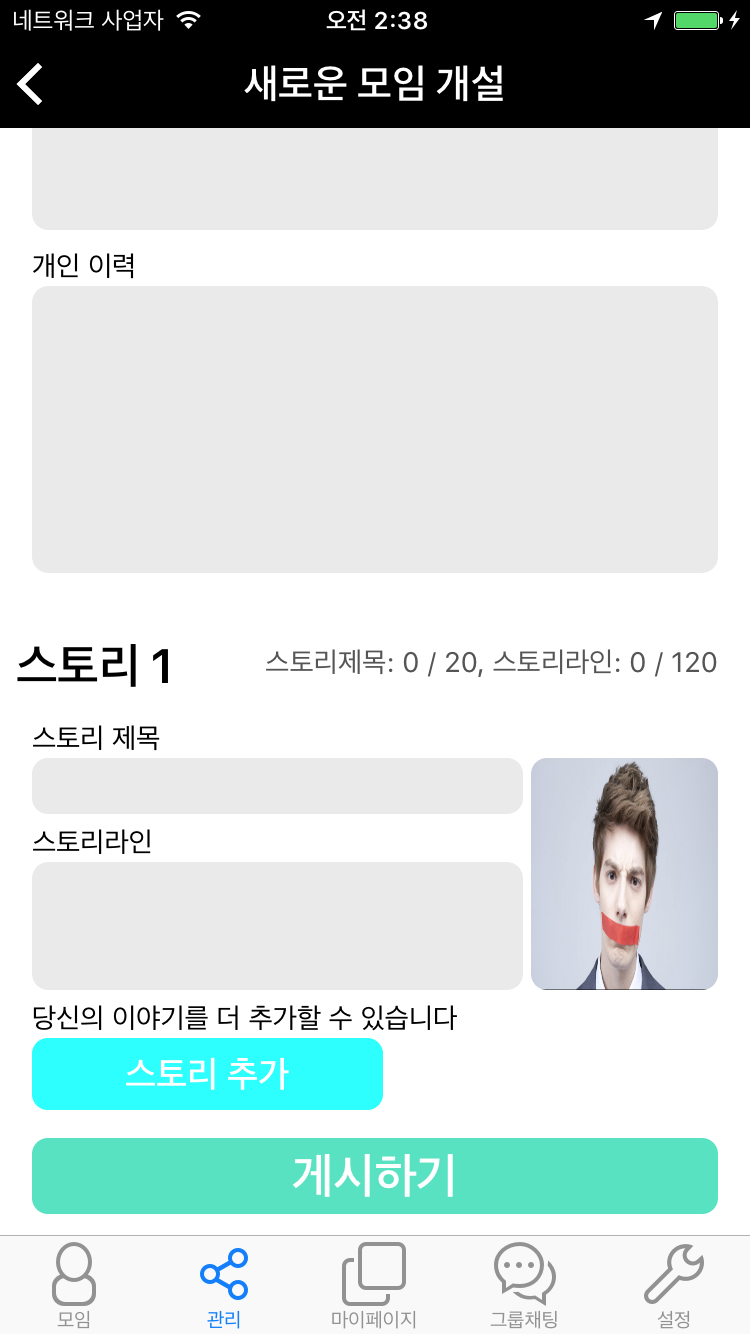 네트워크 사업자 오전 2:38
새로운 모임 개설
개인 이력
스토리 1 스토리제목: 0 / 20, 스토리라인: 0 / 120
스토리 제목
스토리라인
당신의 이야기를 더 추가할 수 있습니다
스토리 추가
게시하기
모임 관리 마이페이지 그룹채팅 설정